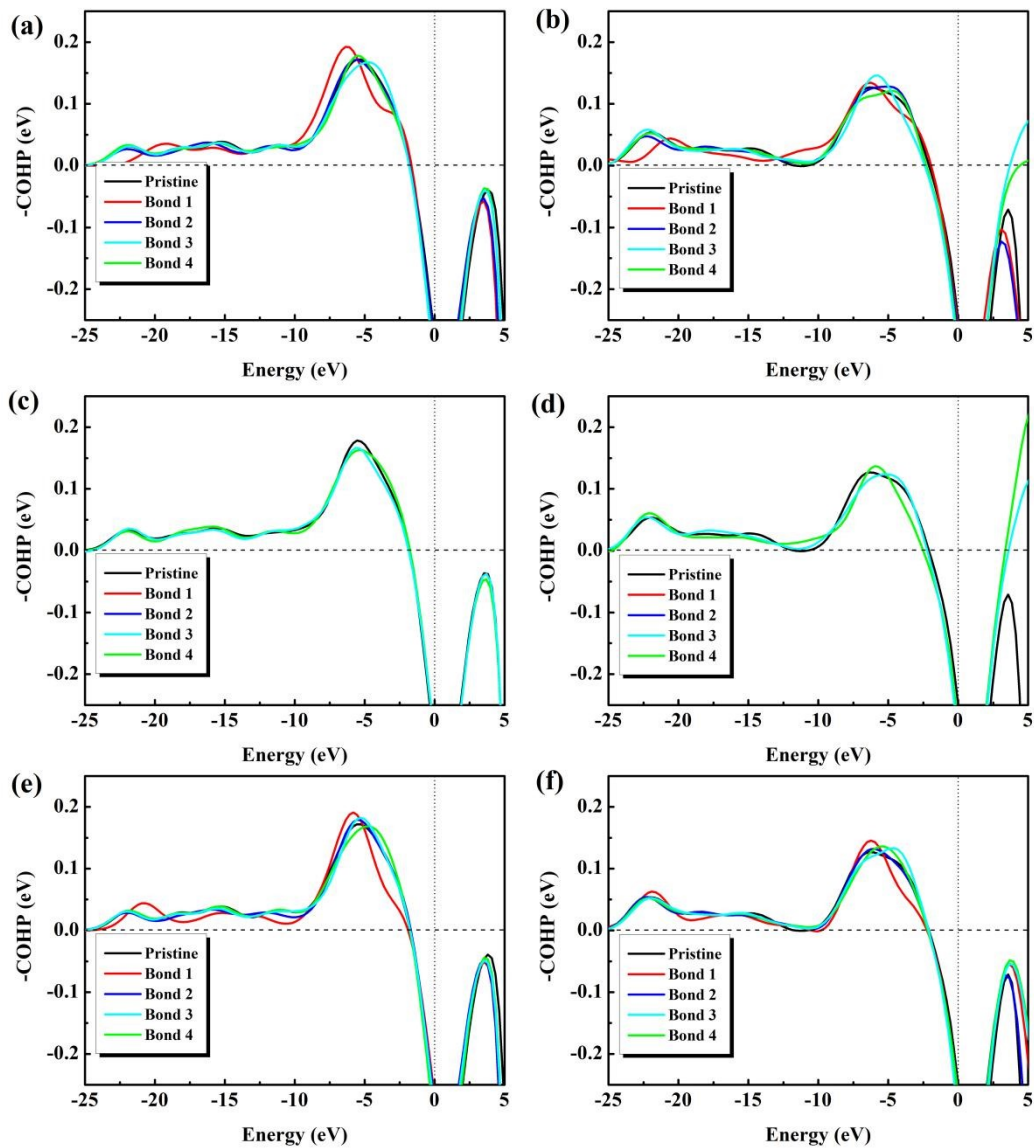 (a)
0.2
0.1
0.0
-0.1
-0.2
-COHP (eV)
Pristine
Bond 1
Bond 2
Bond 3
Bond 4
-25 -20 -15 -10 -5 0 5
Energy (eV)
(b)
0.2
0.1
0.0
-0.1
-0.2
-COHP (eV)
Pristine
Bond 1
Bond 2
Bond 3
Bond 4
-25 -20 -15 -10 -5 0 5
Energy (eV)
(c)
0.2
0.1
0.0
-0.1
-0.2
-COHP (eV)
Pristine
Bond 1
Bond 2
Bond 3
Bond 4
-25 -20 -15 -10 -5 0 5
Energy (eV)
(d)
0.2
0.1
0.0
-0.1
-0.2
-COHP (eV)
Pristine
Bond 1
Bond 2
Bond 3
Bond 4
-25 -20 -15 -10 -5 0 5
Energy (eV)
(e)
0.2
0.1
0.0
-0.1
-0.2
-COHP (eV)
Pristine
Bond 1
Bond 2
Bond 3
Bond 4
-25 -20 -15 -10 -5 0 5
Energy (eV)
(f)
0.2
0.1
0.0
-0.1
-0.2
-COHP (eV)
Pristine
Bond 1
Bond 2
Bond 3
Bond 4
-25 -20 -15 -10 -5 0 5
Energy (eV)